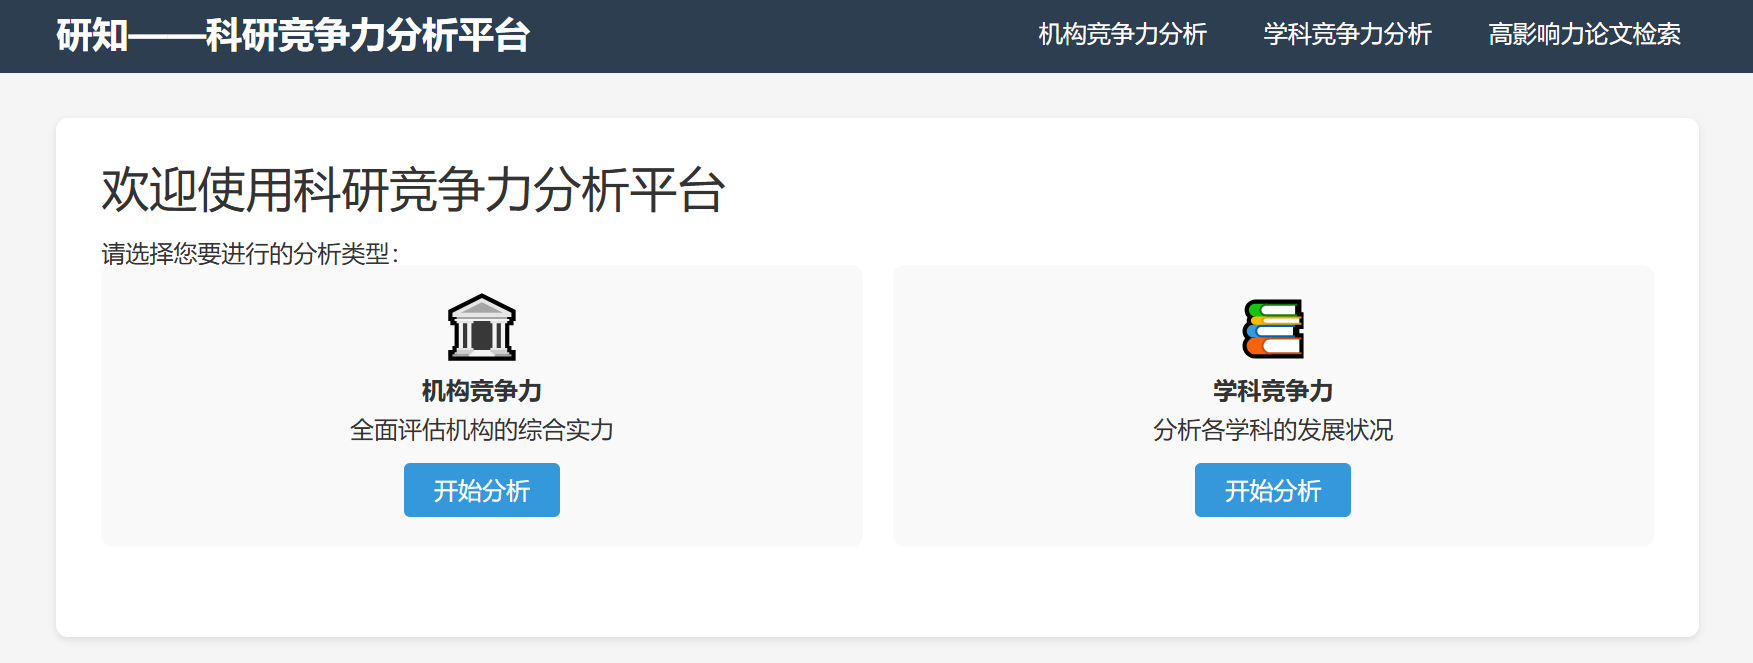 研知——科研竞争力分析平台
机构竞争力分析 学科竞争力分析 高影响力论文检索
欢迎使用科研竞争力分析平台
请选择您要进行的分析类型：
机构竞争力
全面评估机构的综合实力
开始分析
学科竞争力
分析各学科的发展状况
开始分析